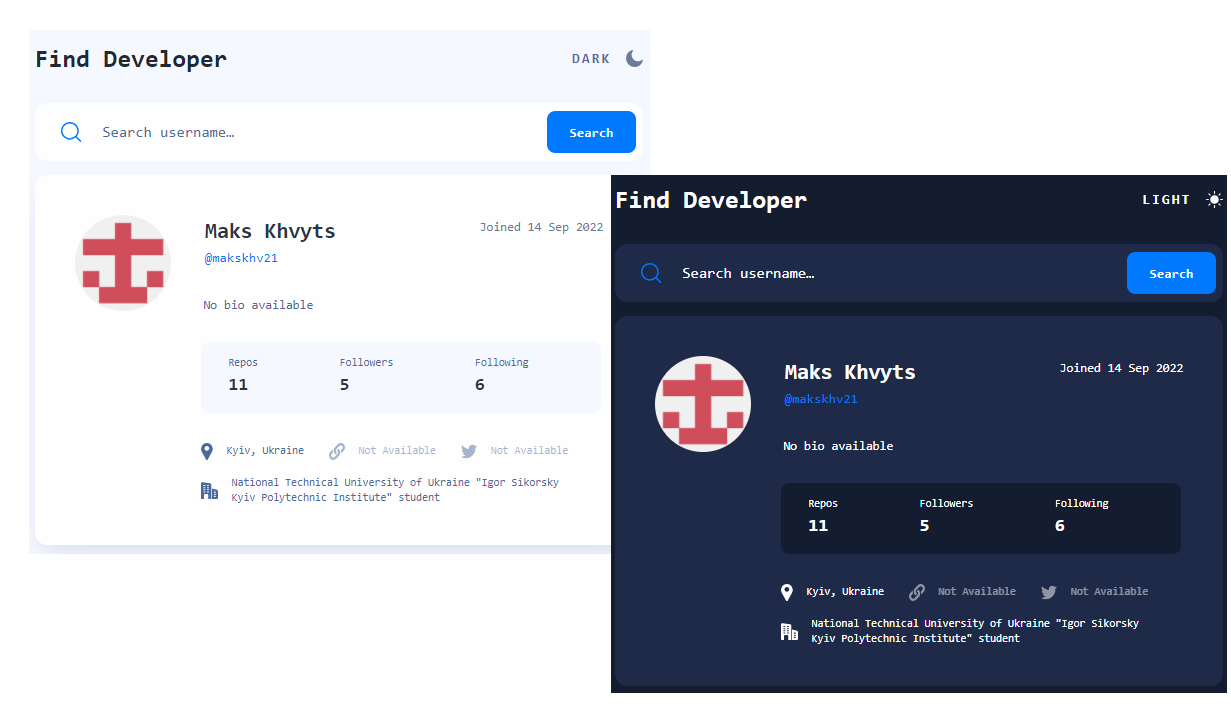 Find Developer
DARK
Search username…
Search
Maks Khvyts
Joined 14 Sep 2022
@makskhv21
No bio available
Repos Followers Following
11 5 6
Kyiv, Ukraine Not Available Not Available
National Technical University of Ukraine "Igor Sikorsky
Kyiv Polytechnic Institute" student
Find Developer
LIGHT
Search username…
Search
Maks Khvyts
Joined 14 Sep 2022
@makskhv21
No bio available
Repos Followers Following
11 5 6
Kyiv, Ukraine Not Available Not Available
National Technical University of Ukraine "Igor Sikorsky
Kyiv Polytechnic Institute" student